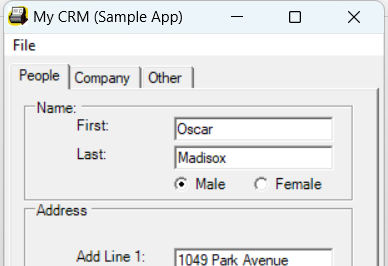 My CRM (Sample App)
File
People Company Other
Name:
First: Oscar
Last: Madisox
Male Female
Address
Add Line 1: 1049 Park Avenue